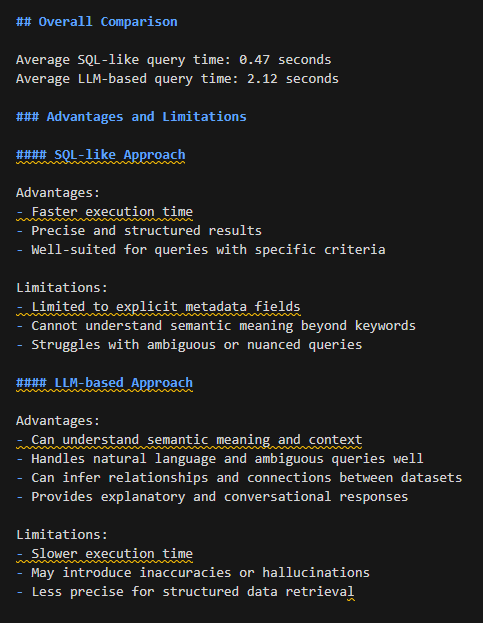 ## Overall Comparison
Average SQL-like query time: 0.47 seconds
Average LLM-based query time: 2.12 seconds
### Advantages and Limitations
#### SQL-like Approach
Advantages:
- Faster execution time
- Precise and structured results
- Well-suited for queries with specific criteria
Limitations:
- Limited to explicit metadata fields
- Cannot understand semantic meaning beyond keywords
- Struggles with ambiguous or nuanced queries
#### LLM-based Approach
Advantages:
- Can understand semantic meaning and context
- Handles natural language and ambiguous queries well
- Can infer relationships and connections between datasets
- Provides explanatory and conversational responses
Limitations:
- Slower execution time
- May introduce inaccuracies or hallucinations
- Less precise for structured data retrieval